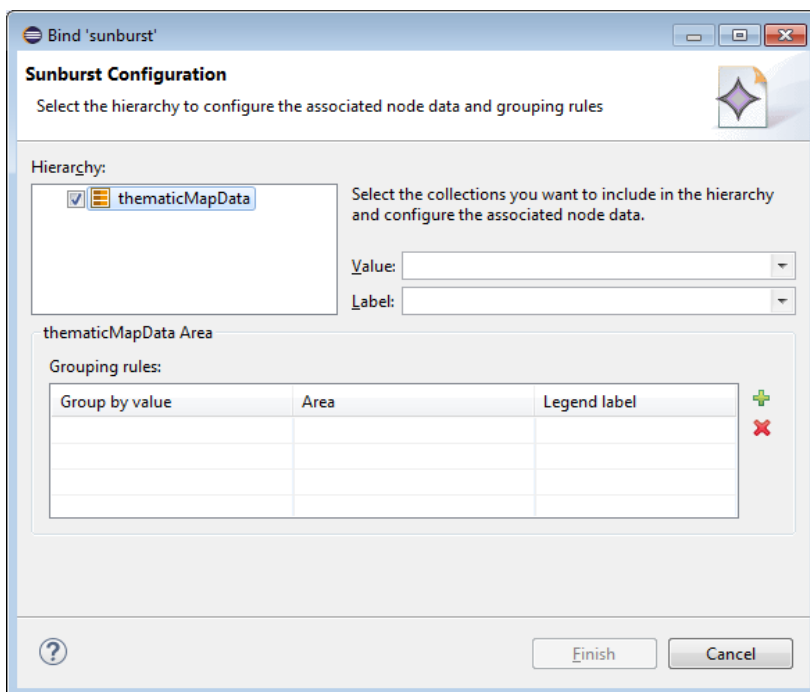 Bind 'sunburst'
Sunburst Configuration
Select the hierarchy to configure the associated node data and grouping rules
Hierarchy:
thematicMapData
Select the collections you want to include in the hierarchy
and configure the associated node data.
Value:
Label:
thematicMapData Area
Grouping rules:
Group by value Area Legend label
Finish Cancel